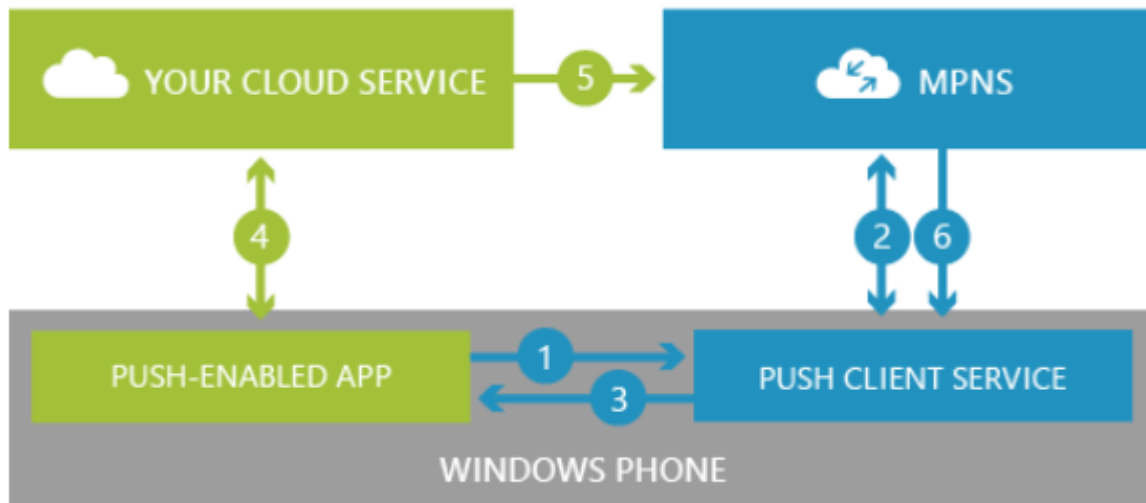 YOUR CLOUD SERVICE
5
MPNS
4
2
6
PUSH-ENABLED APP
1
3
PUSH CLIENT SERVICE
WINDOWS PHONE